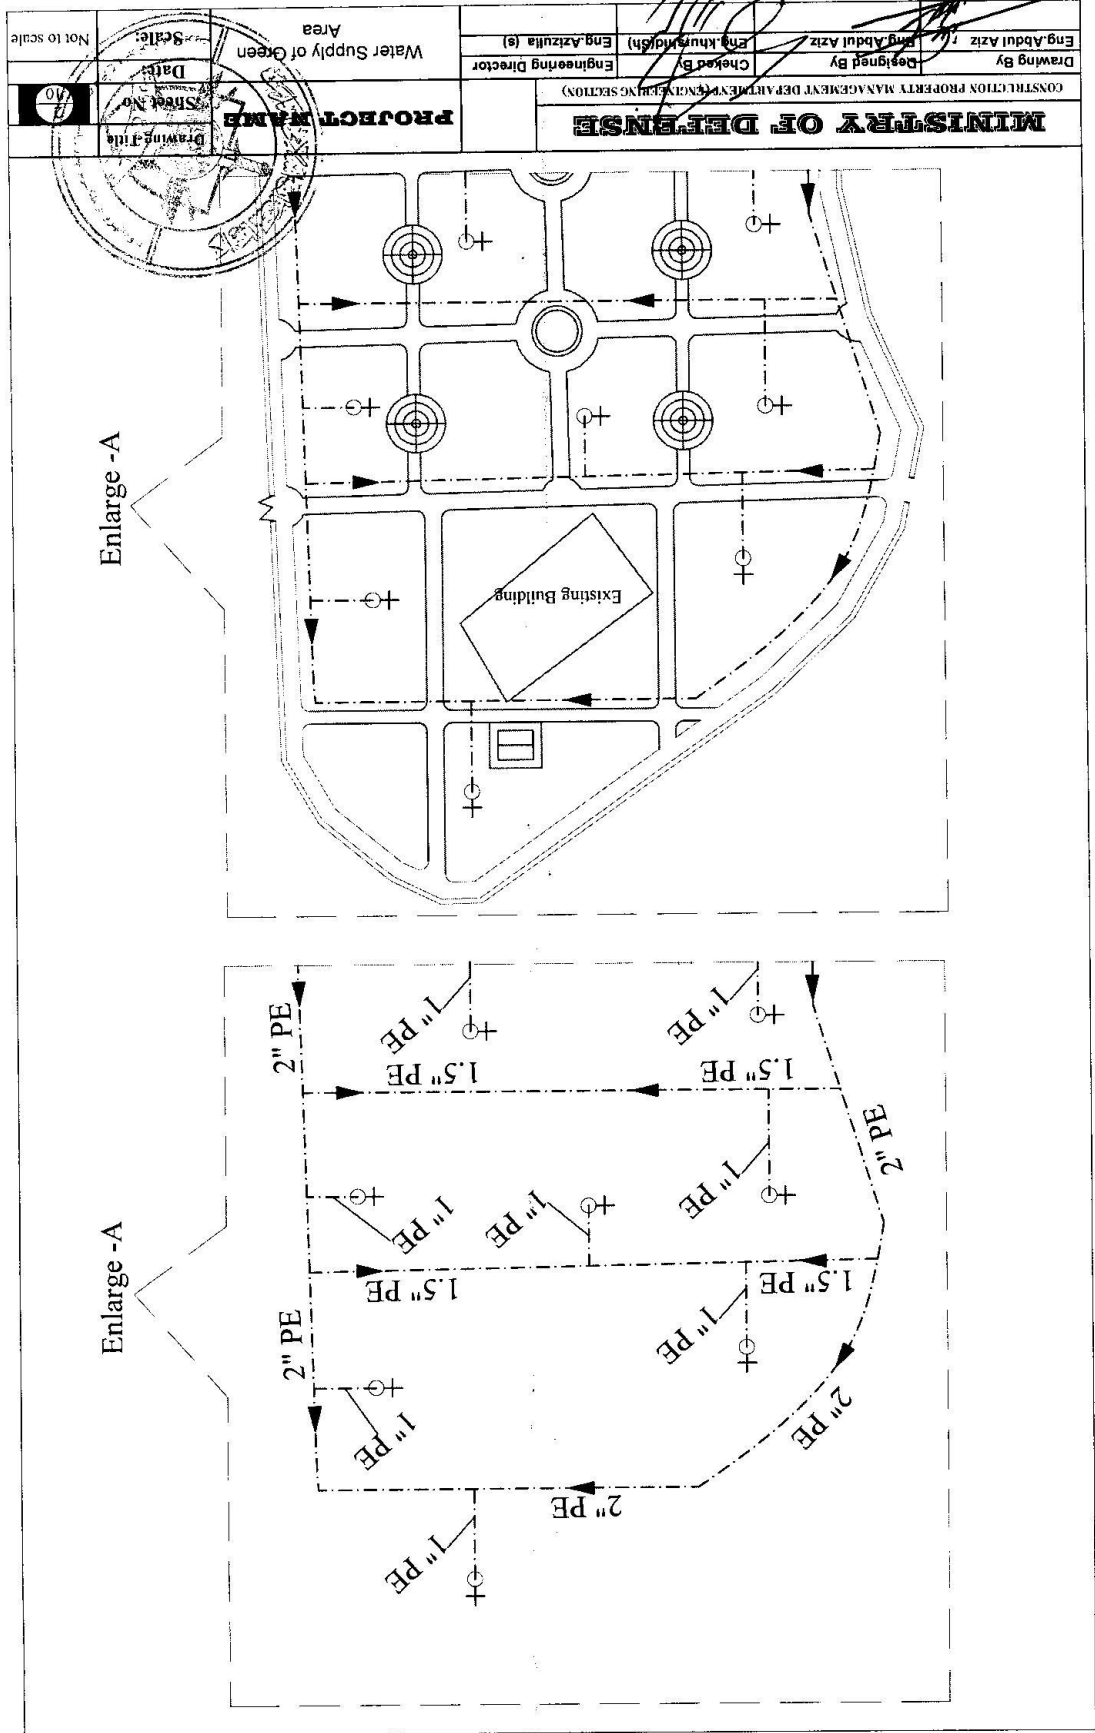 Enlarge -A
2" PE
2" PE
2" PE
2" PE
2" PE
1.5" PE
1.5" PE
1.5" PE
1.5" PE
1" PE
1" PE
1" PE
1" PE
1" PE
1" PE
1" PE
1" PE
Enlarge -A
Existing Building
MINISTRY OF DEFENSE
CONSTRUCTION PROPERTY MANAGEMENT DEPARTMENT (ENGINEERING SECTION)
Drawing By
Designed By
Cheked By
Engineering Director
Eng.Abdul Aziz
Eng.Abdul Aziz
Eng.khurshid(Sh)
Eng.Azizulla (s)
PROJECT NAME
Water Supply of Green
Area
Drawing-Title
Sheet No
Date:
Scale:
Not to scale